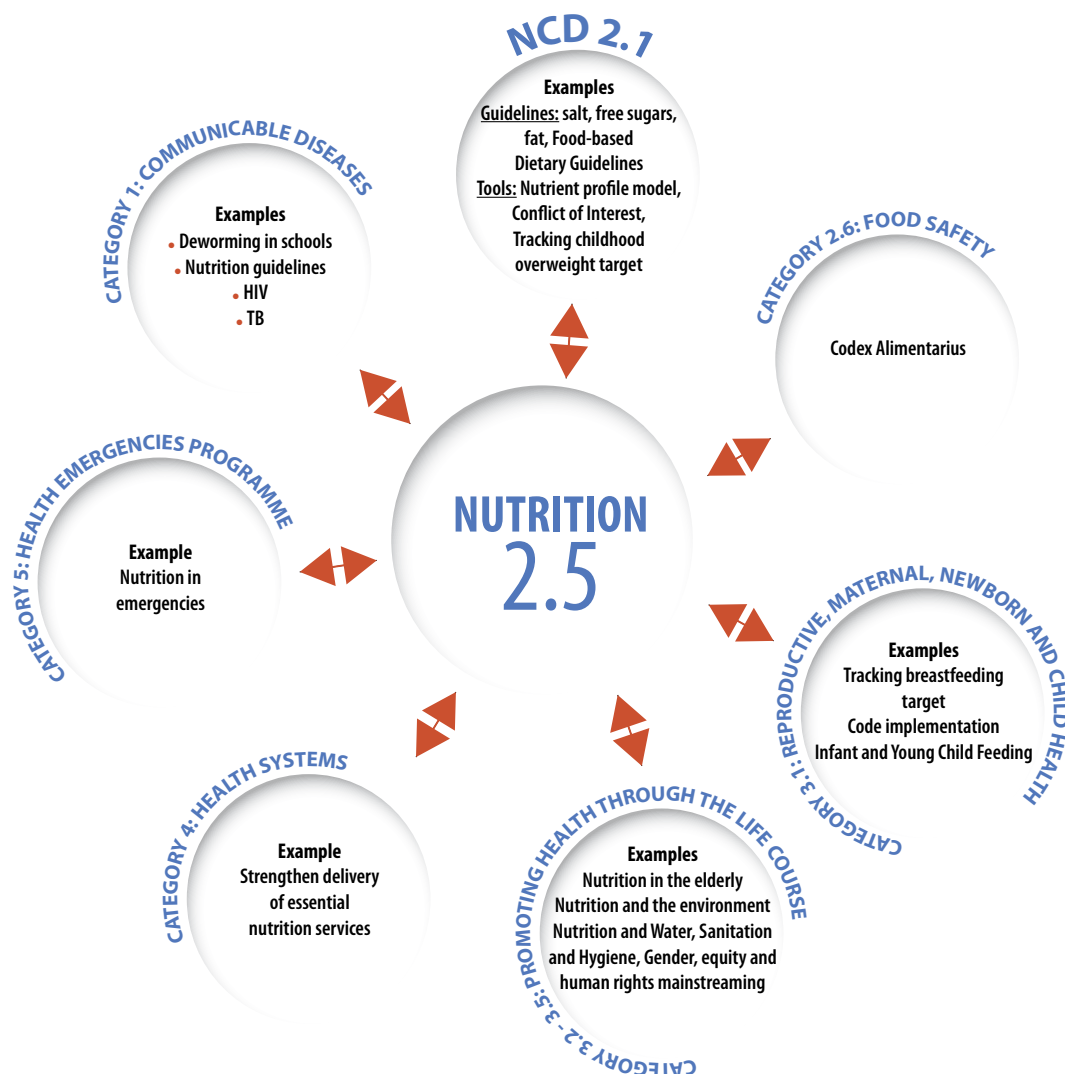 NCD 2.1
Examples
Guidelines: salt, free sugars,
fat, Food-based
Dietary Guidelines
Tools: Nutrient profile model,
Conflict of Interest,
Tracking childhood
overweight target
CATEGORY 1: COMMUNICABLE DISEASES
Examples
• Deworming in schools
• Nutrition guidelines
• HIV
• TB
CATEGORY 2.6: FOOD SAFETY
Codex Alimentarius
NUTRITION
2.5
CATEGORY 5: HEALTH EMERGENCIES PROGRAMME
Example
Nutrition in
emergencies
CATEGORY 3.1: REPRODUCTIVE, MATERNAL, NEWBORN AND CHILD HEALTH
Examples
Tracking breastfeeding
target
Code implementation
Infant and Young Child Feeding
CATEGORY 4: HEALTH SYSTEMS
Example
Strengthen delivery
of essential
nutrition services
CATEGORY 3.2 - 3.5: PROMOTING HEALTH THROUGH THE LIFE COURSE
Examples
Nutrition in the elderly
Nutrition and the environment
Nutrition and Water, Sanitation
and Hygiene, Gender, equity and
human rights mainstreaming